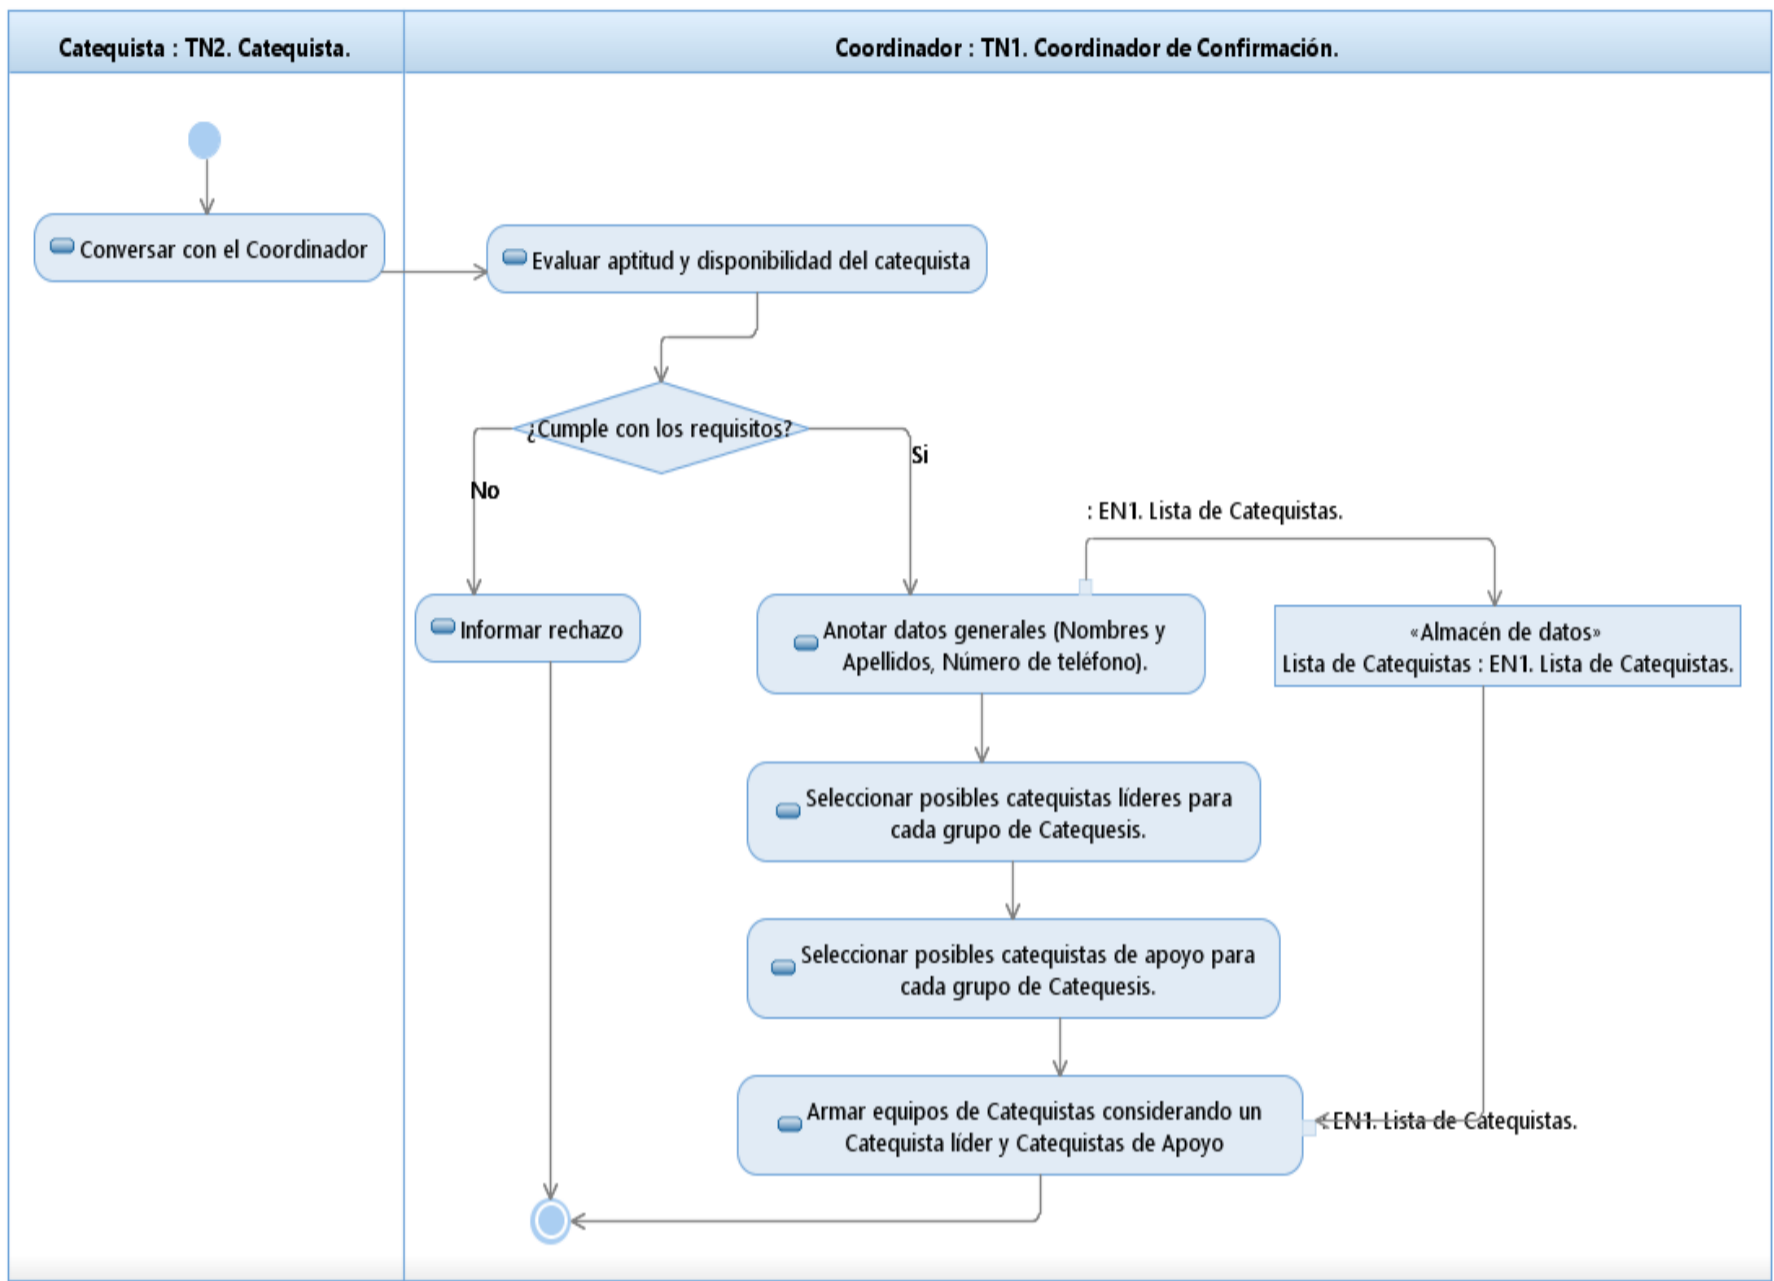 Catequista : TN2. Catequista.
Coordinador : TN1. Coordinador de Confirmación.
Conversar con el Coordinador
Evaluar aptitud y disponibilidad del catequista
¿Cumple con los requisitos?
Si
No
: EN1. Lista de Catequistas.
Informar rechazo
Anotar datos generales (Nombres y
Apellidos, Número de teléfono).
«Almacén de datos»
Lista de Catequistas : EN1. Lista de Catequistas.
Seleccionar posibles catequistas líderes para
cada grupo de Catequesis.
Seleccionar posibles catequistas de apoyo para
cada grupo de Catequesis.
Armar equipos de Catequistas considerando un
Catequista líder y Catequistas de Apoyo
: EN1. Lista de Catequistas.